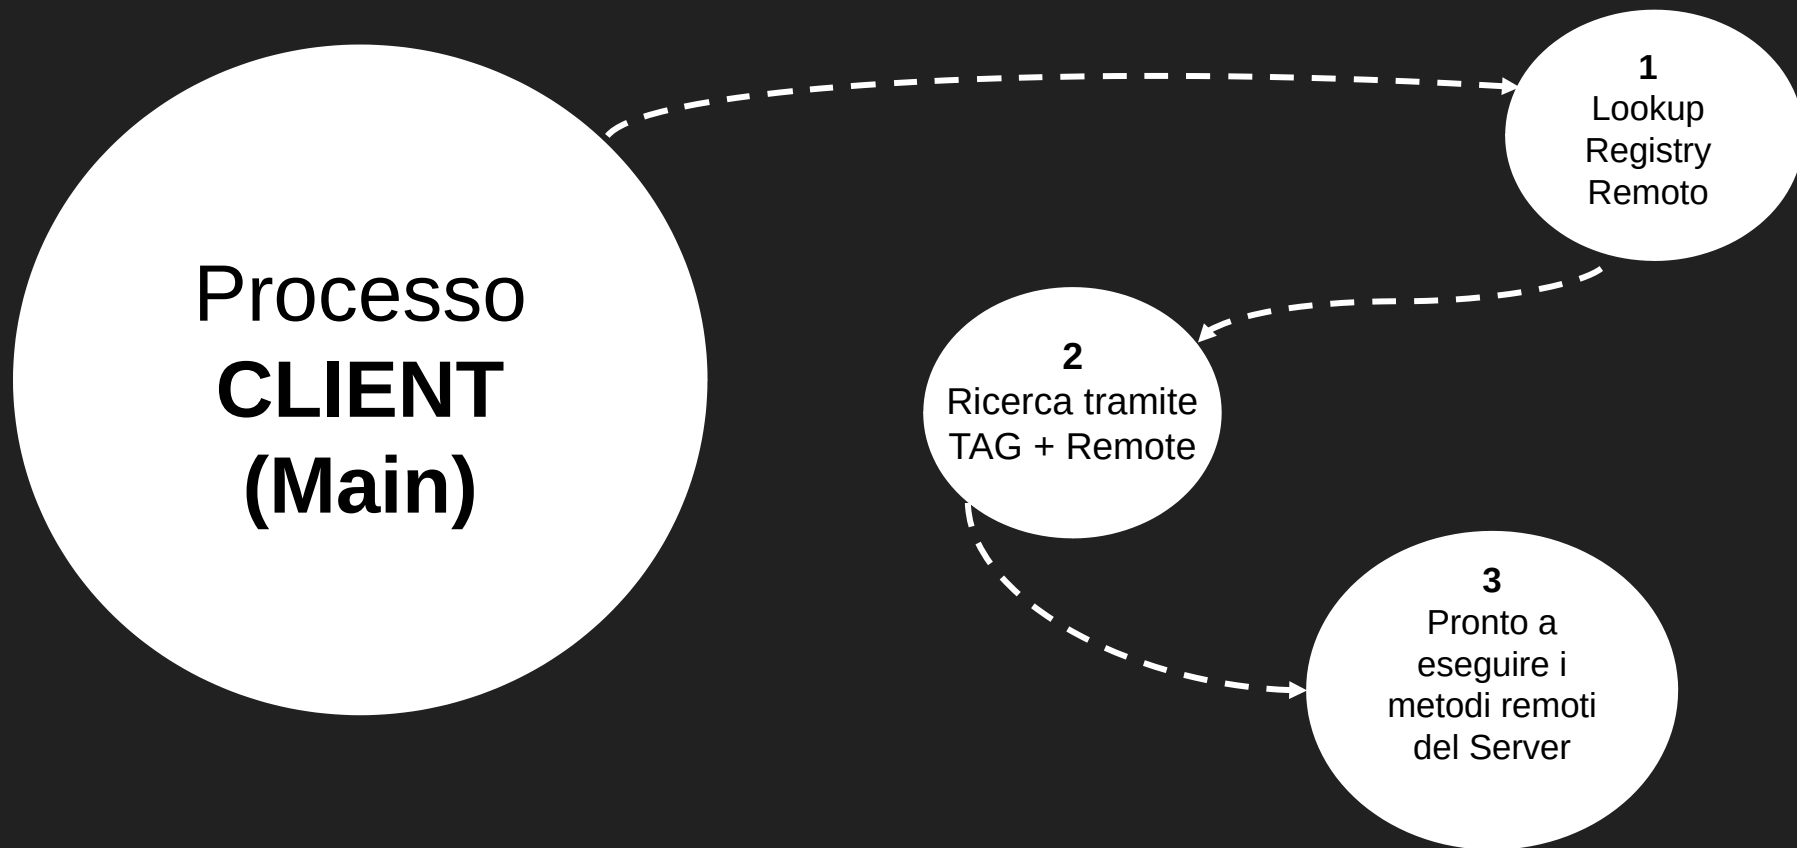 Processo
CLIENT
(Main)
1
Lookup
Registry
Remoto
2
Ricerca tramite
TAG + Remote
3
Pronto a
eseguire i
metodi remoti
del Server